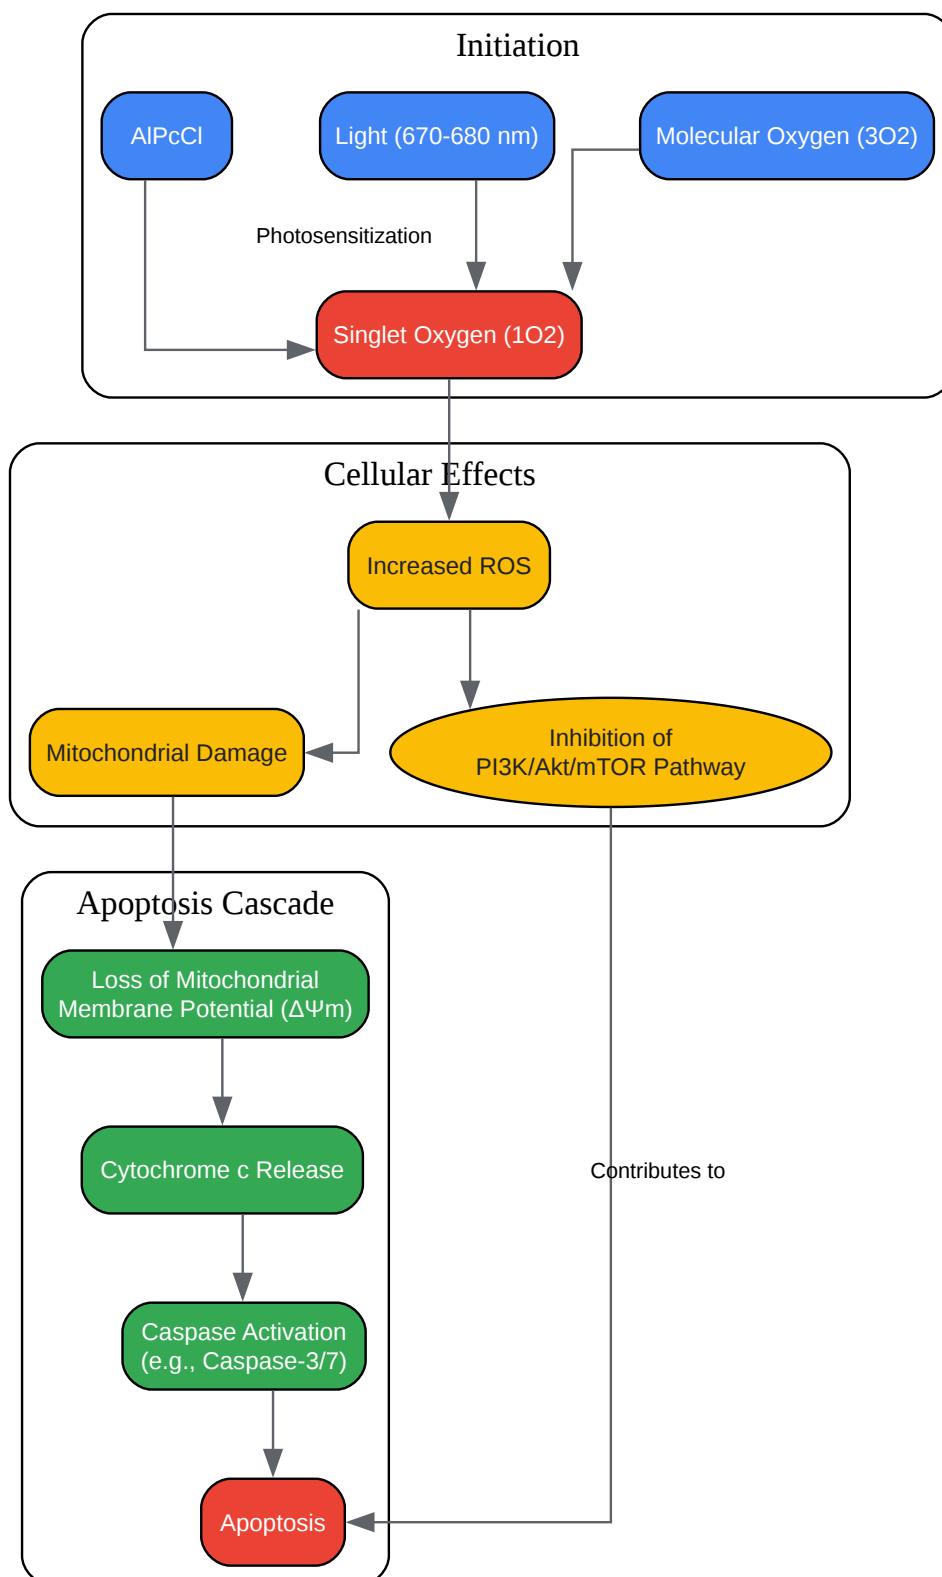 Initiation
AlPcCl
Light (670-680 nm)
Molecular Oxygen (3O2)
Photosensitization
Singlet Oxygen (1O2)
Cellular Effects
Increased ROS
Mitochondrial Damage
Inhibition of
PI3K/Akt/mTOR Pathway
Apoptosis Cascade
Loss of Mitochondrial
Membrane Potential (ΔΨm)
Cytochrome c Release
Contributes to
Caspase Activation
(e.g., Caspase-3/7)
Apoptosis